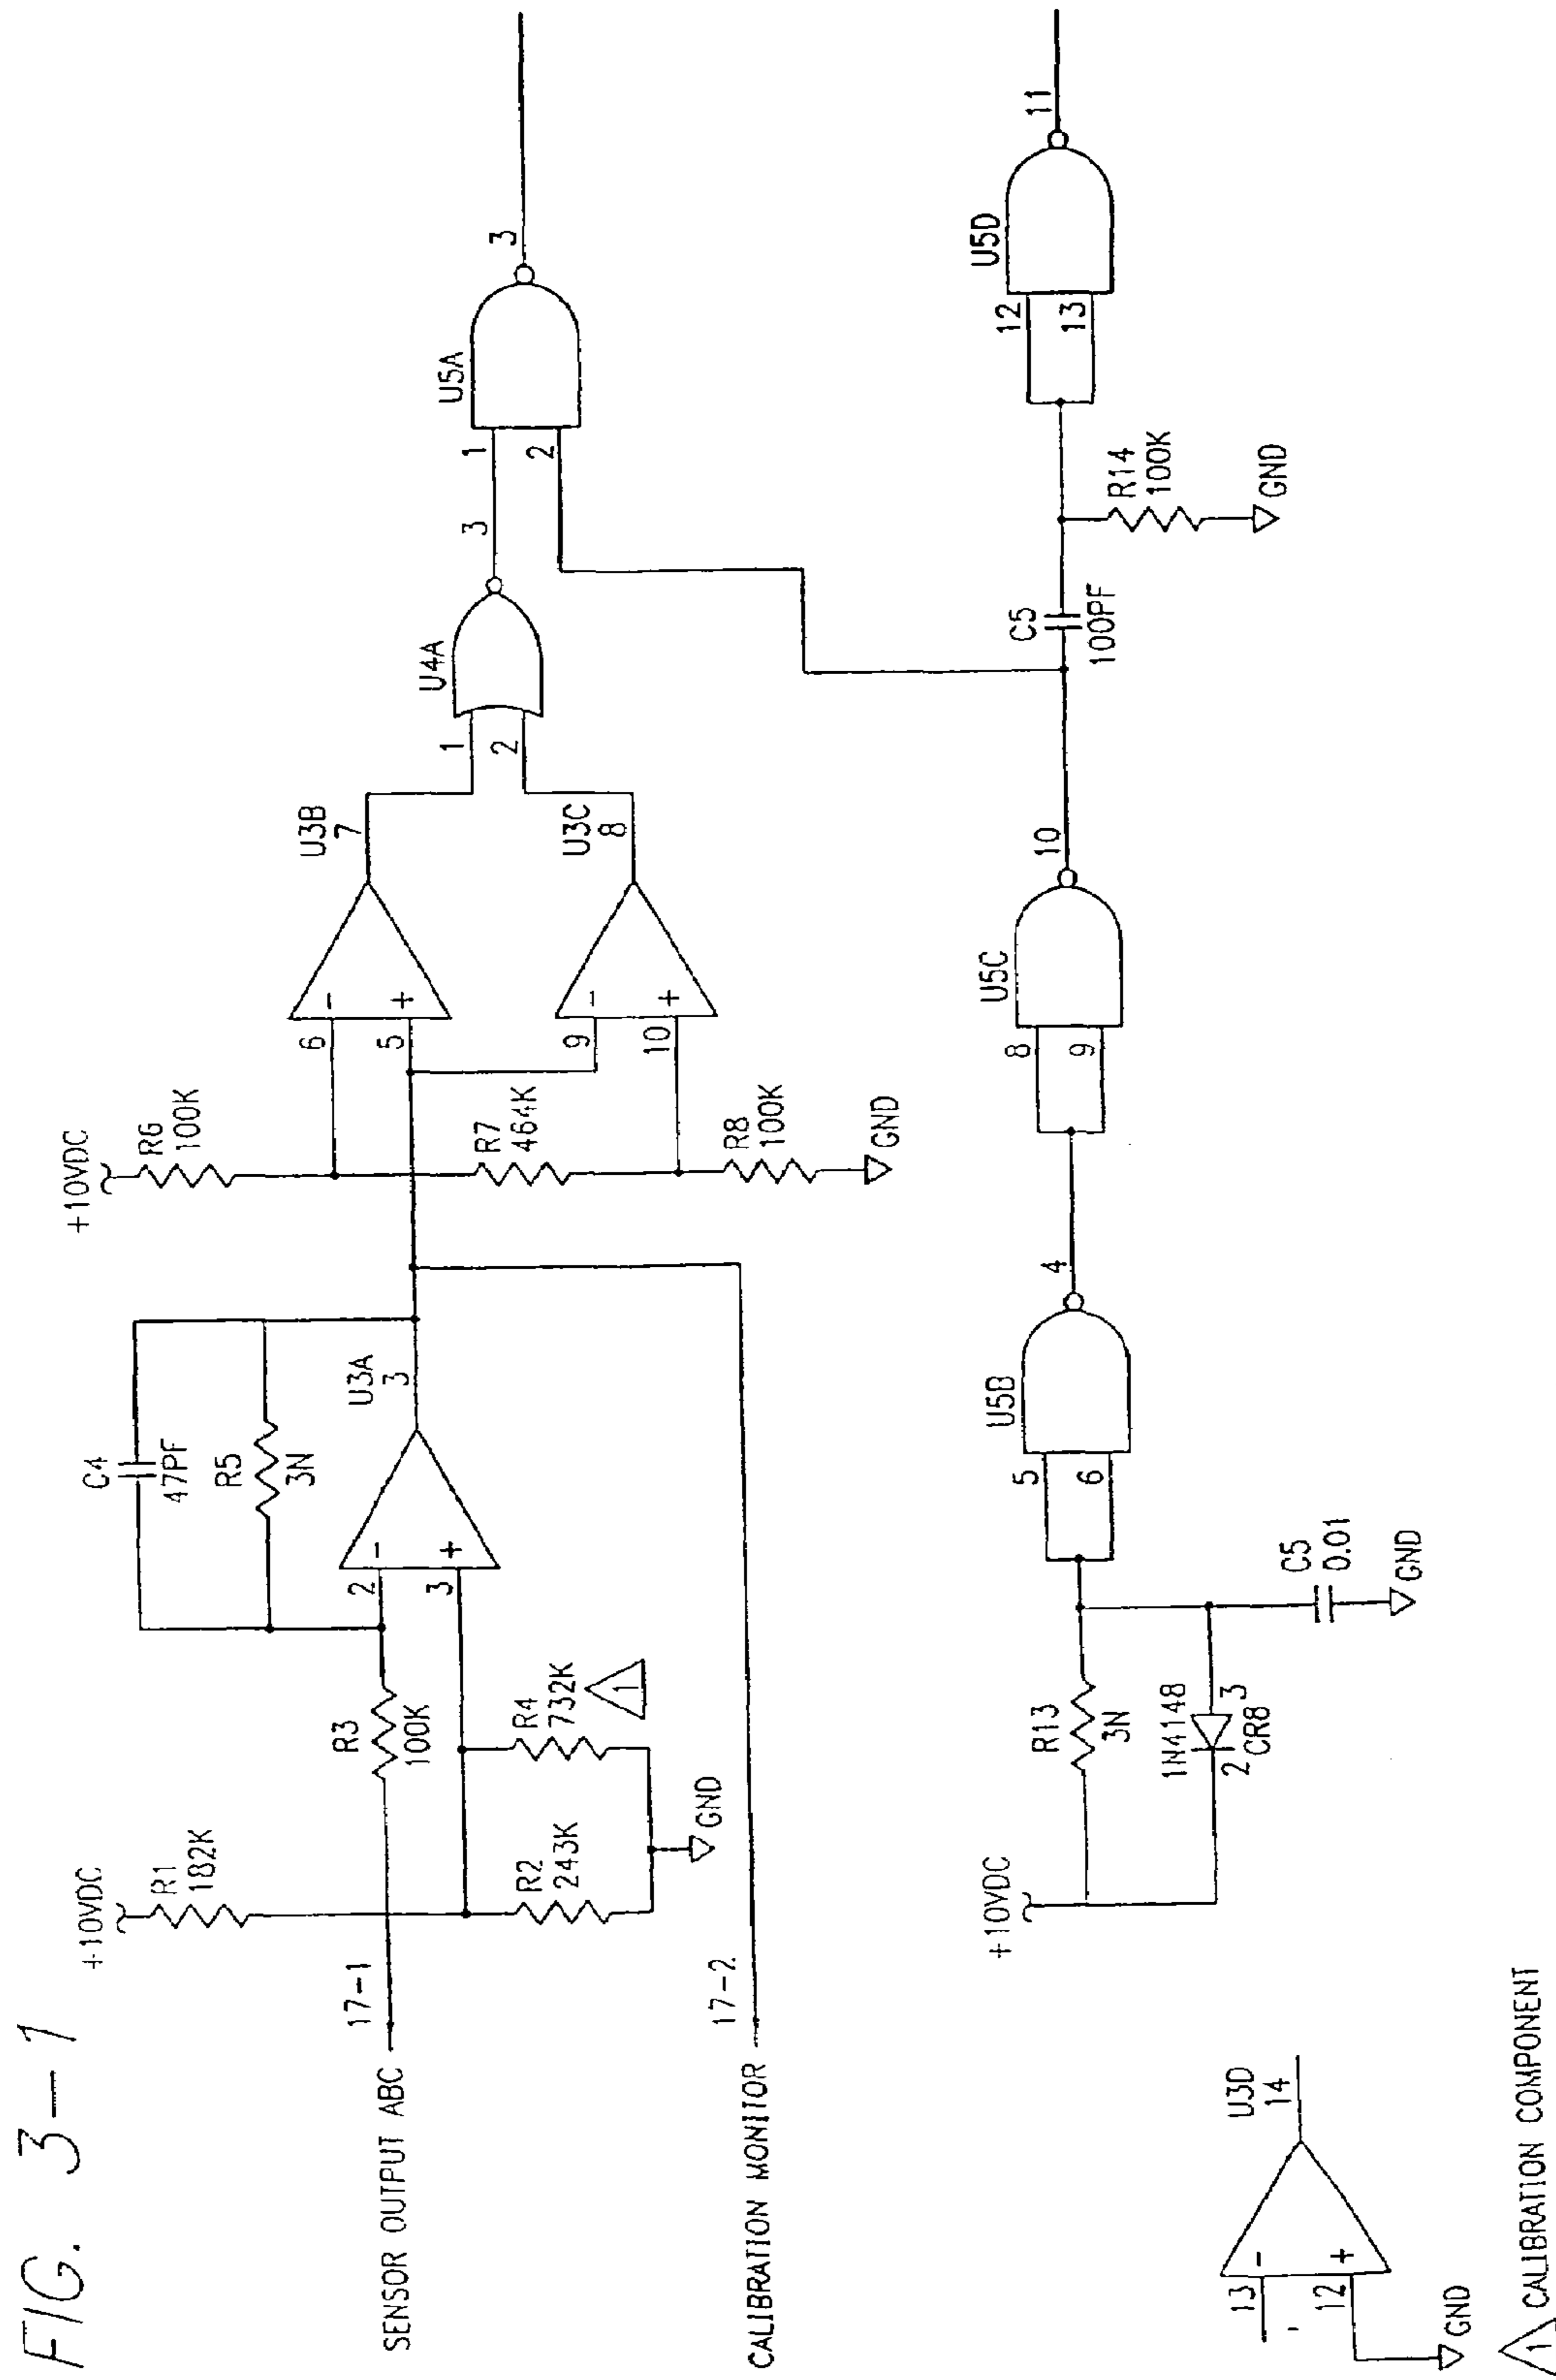 FIG. 3-1
+10VDC
R1
182K
17-1
SENSOR OUTPUT ABC
R3
100K
R2
243K
R4
732K
1
GND
17-2
CALIBRATION MONITOR
C4
47PF
R5
3N
2
3
-
+
U3A
3
+10VDC
R6
100K
R7
464K
R8
100K
GND
6
5
-
+
U3B
7
9
10
-
+
U3C
8
1
2
U4A
3
1
2
U5A
3
+10VDC
R13
3N
1N4148
2
3
CR8
C5
0.01
GND
5
6
U5B
4
8
9
U5C
10
C5
100PF
R14
100K
GND
12
13
U5D
11
13
12
-
+
U3D
14
GND
1 CALIBRATION COMPONENT